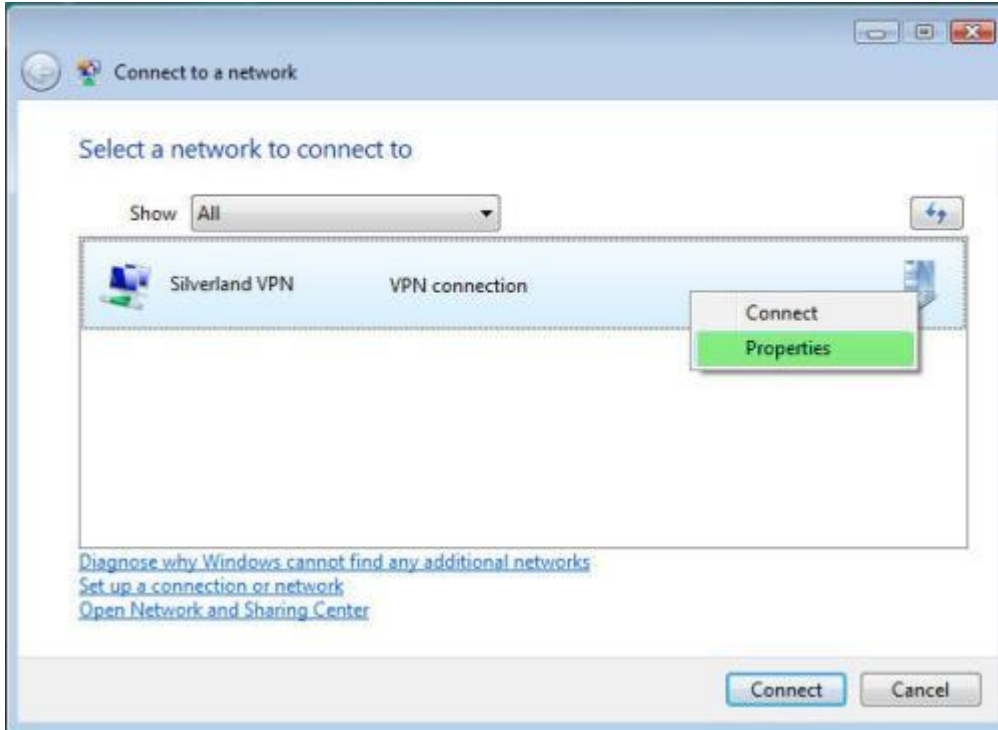 Connect to a network
Select a network to connect to
Show All
Silverland VPN VPN connection
Connect
Properties
Diagnose why Windows cannot find any additional networks
Set up a connection or network
Open Network and Sharing Center
Connect Cancel